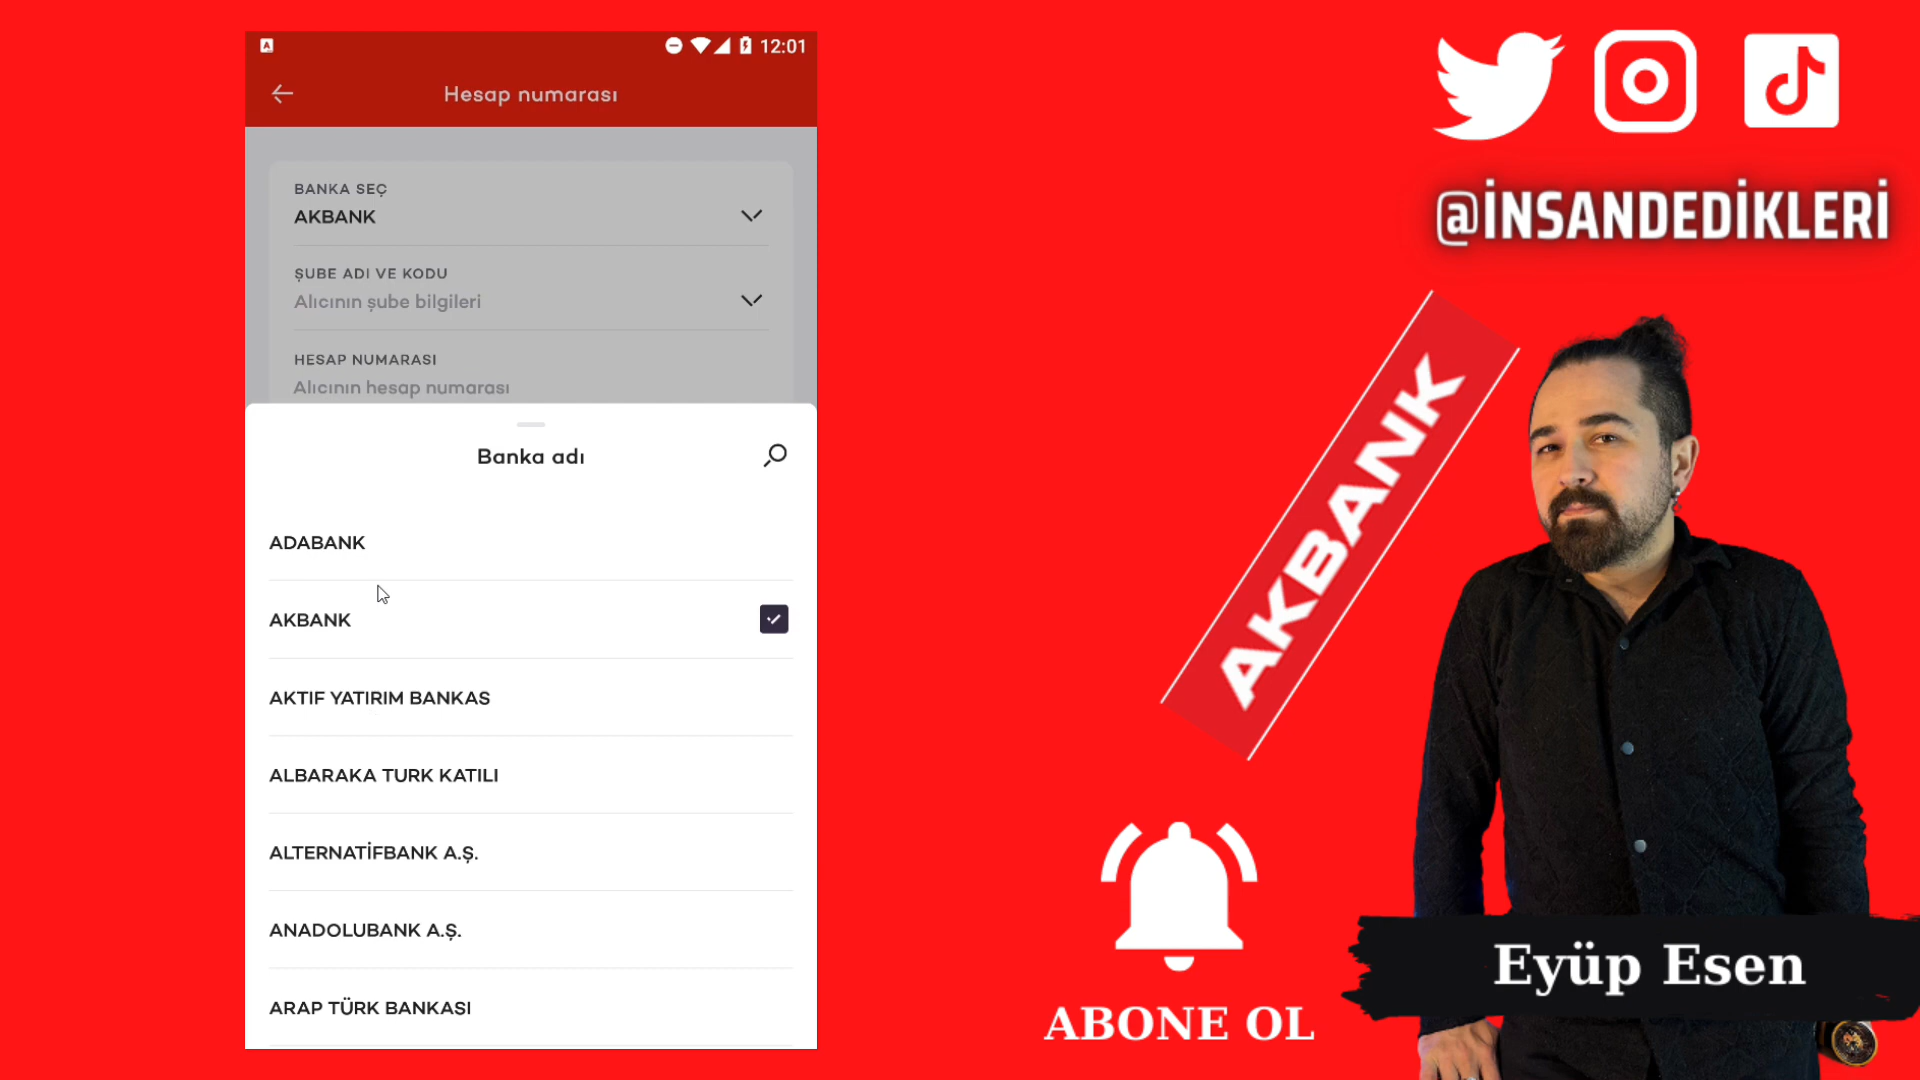 12:01
Hesap numarası
BANKA SEÇ
AKBANK
ŞUBE ADI VE KODU
Alıcının şube bilgileri
HESAP NUMARASI
Alıcının hesap numarası
Banka adı
ADABANK
AKBANK
AKTIF YATIRIM BANKAS
ALBARAKA TURK KATILI
ALTERNATİFBANK A.Ş.
ANADOLUBANK A.Ş.
ARAP TÜRK BANKASI
@İNSANDEDİKLERİ
AKBANK
ABONE OL
Eyüp Esen